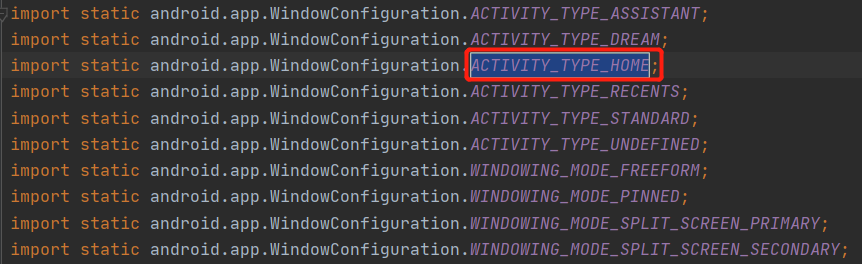 import static android.app.WindowConfiguration.ACTIVITY_TYPE_ASSISTANT;
import static android.app.WindowConfiguration.ACTIVITY_TYPE_DREAM;
import static android.app.WindowConfiguration.ACTIVITY_TYPE_HOME;
import static android.app.WindowConfiguration.ACTIVITY_TYPE_RECENTS;
import static android.app.WindowConfiguration.ACTIVITY_TYPE_STANDARD;
import static android.app.WindowConfiguration.ACTIVITY_TYPE_UNDEFINED;
import static android.app.WindowConfiguration.WINDOWING_MODE_FREEFORM;
import static android.app.WindowConfiguration.WINDOWING_MODE_PINNED;
import static android.app.WindowConfiguration.WINDOWING_MODE_SPLIT_SCREEN_PRIMARY;
import static android.app.WindowConfiguration.WINDOWING_MODE_SPLIT_SCREEN_SECONDARY;